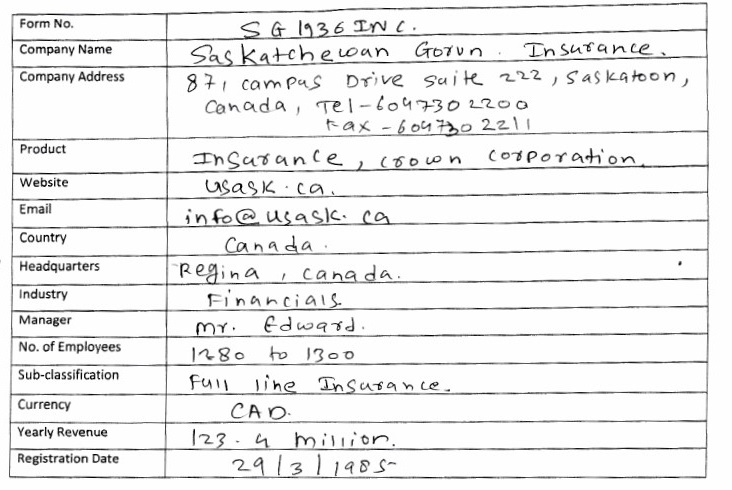 Form No. SG1936INC.
Company Name Saskatchewan Govun. Insurance.
Company Address 871 campus Drive suite 222, Saskatoon,
Canada, Tel-6047302200
Fax-6047302211
Product Insurance, crown corporation.
Website usask.ca.
Email info@usask.ca
Country Canada.
Headquarters Regina, Canada.
Industry Financials.
Manager Mr. Edward.
No. of Employees 1280 to 1300
Sub-classification Full line Insurance.
Currency CAD.
Yearly Revenue 123.4 million.
Registration Date 29/3/1985